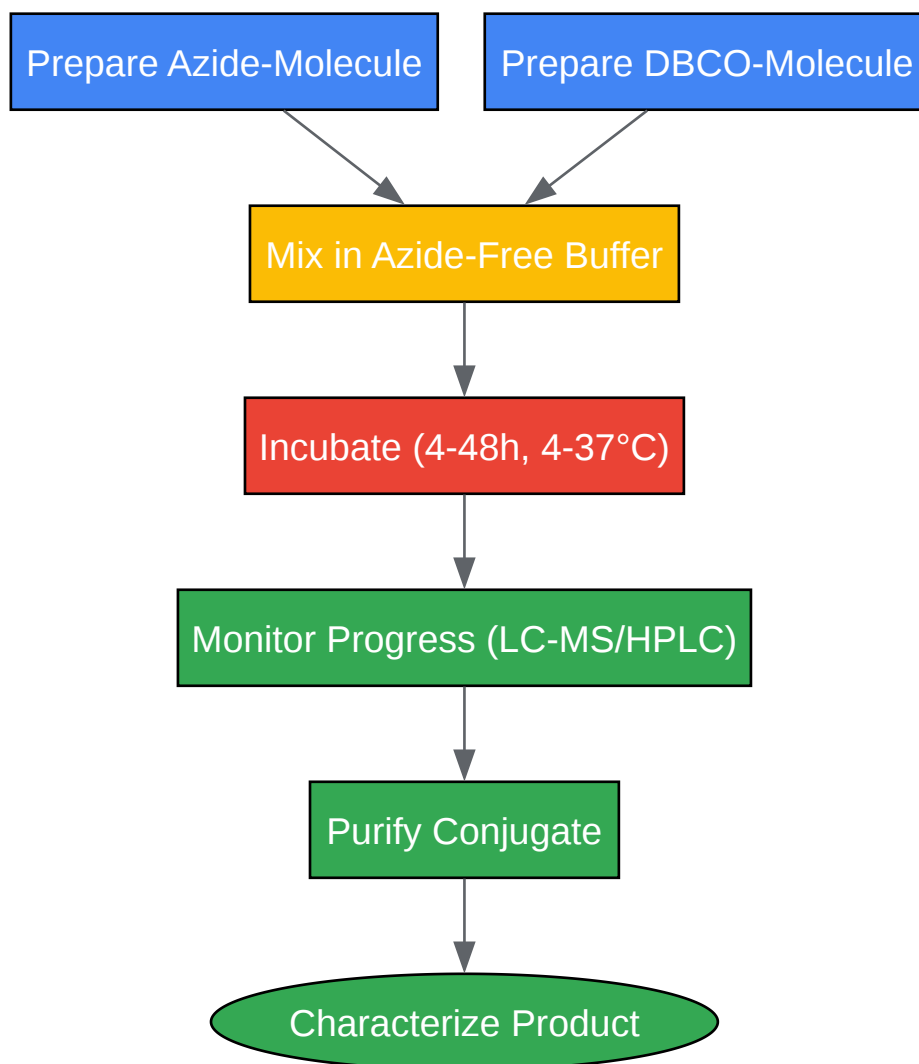 Prepare Azide-Molecule
Prepare DBCO-Molecule
Mix in Azide-Free Buffer
Incubate (4-48h, 4-37°C)
Monitor Progress (LC-MS/HPLC)
Purify Conjugate
Characterize Product